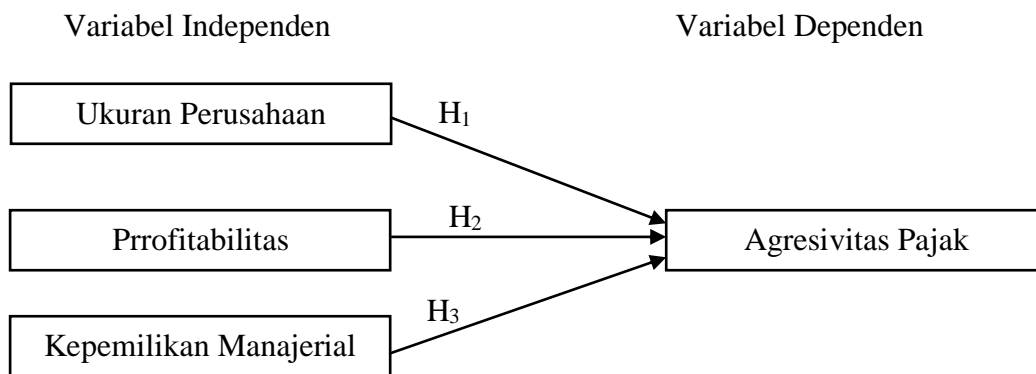 Variabel Independen
Variabel Dependen
Ukuran Perusahaan
H₁
Prrofitabilitas
H₂
Agresivitas Pajak
H₃
Kepemilikan Manajerial